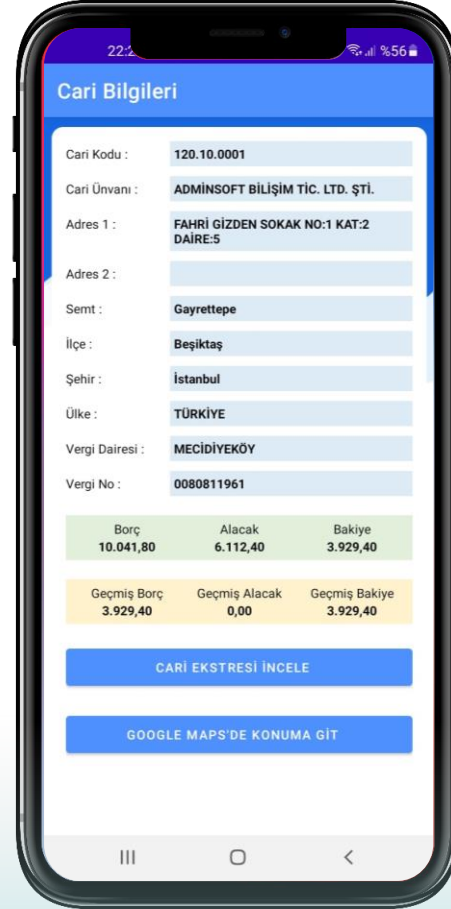 22:2 %56
Cari Bilgileri
Cari Kodu : 120.10.0001
Cari Ünvanı : ADMİNSOFT BİLİŞİM TİC. LTD. ŞTİ.
Adres 1 : FAHRİ GİZDEN SOKAK NO:1 KAT:2
DAİRE:5
Adres 2 :
Semt : Gayrettepe
İlçe : Beşiktaş
Şehir : İstanbul
Ülke : TÜRKİYE
Vergi Dairesi : MECİDİYEKÖY
Vergi No : 0080811961
Borç Alacak Bakiye
10.041,80 6.112,40 3.929,40
Geçmiş Borç Geçmiş Alacak Geçmiş Bakiye
3.929,40 0,00 3.929,40
CARİ EKSTRESİ İNCELE
GOOGLE MAPS'DE KONUMA GİT